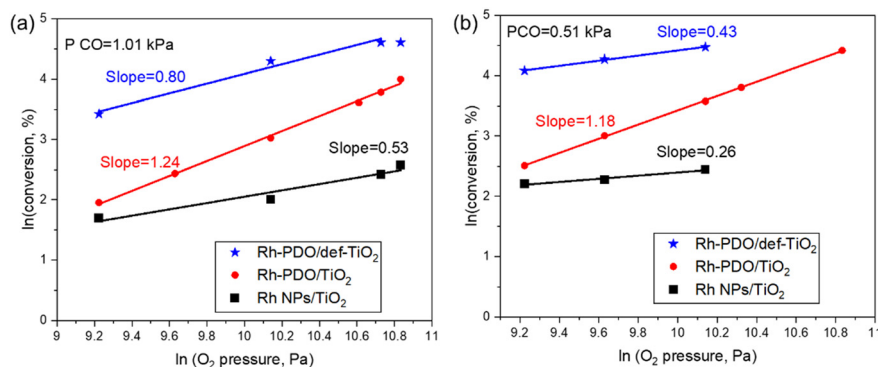 (a)
P CO=1.01 kPa
Slope=0.80
Slope=1.24
Slope=0.53
Rh-PDO/def-TiO₂
Rh-PDO/TiO₂
Rh NPs/TiO₂
ln(conversion, %)
5
4
3
2
1
0
9 9.2 9.4 9.6 9.8 10 10.2 10.4 10.6 10.8 11
ln (O₂ pressure, Pa)
(b)
PCO=0.51 kPa
Slope=0.43
Slope=1.18
Slope=0.26
Rh-PDO/def-TiO₂
Rh-PDO/TiO₂
Rh NPs/TiO₂
ln(conversion, %)
5
4
3
2
1
0
9.2 9.4 9.6 9.8 10 10.2 10.4 10.6 10.8 11
ln (O₂ pressure, Pa)